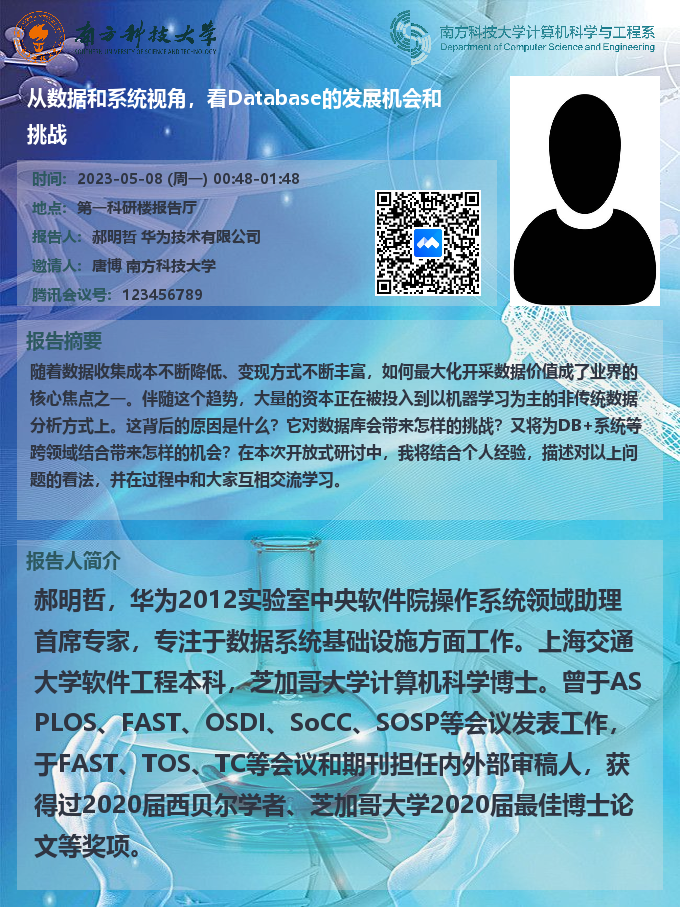 南方科技大学
SOUTHERN UNIVERSITY OF SCIENCE AND TECHNOLOGY
南方科技大学计算机科学与工程系
Department of Computer Science and Engineering
从数据和系统视角，看Database的发展机会和
挑战
时间：2023-05-08 (周一) 00:48-01:48
地点：第一科研楼报告厅
报告人：郝明哲 华为技术有限公司
邀请人：唐博 南方科技大学
腾讯会议号：123456789
报告摘要
随着数据收集成本不断降低、变现方式不断丰富，如何最大化开采数据价值成了业界的
核心焦点之一。伴随这个趋势，大量的资本正在被投入到以机器学习为主的非传统数据
分析方式上。这背后的原因是什么？它对数据库会带来怎样的挑战？又将为DB+系统等
跨领域结合带来怎样的机会？在本次开放式研讨中，我将结合个人经验，描述对以上问
题的看法，并在过程中和大家互相交流学习。
报告人简介
郝明哲，华为2012实验室中央软件院操作系统领域助理
首席专家，专注于数据系统基础设施方面工作。上海交通
大学软件工程本科，芝加哥大学计算机科学博士。曾于AS
PLOS、FAST、OSDI、SoCC、SOSP等会议发表工作，
于FAST、TOS、TC等会议和期刊担任内外部审稿人，获
得过2020届西贝尔学者、芝加哥大学2020届最佳博士论
文等奖项。